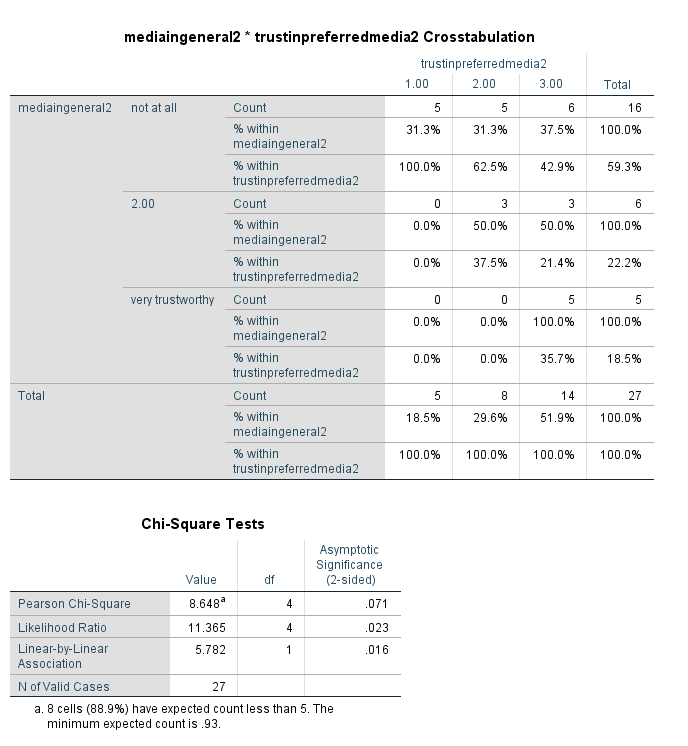 mediaingeneral2 * trustinpreferredmedia2 Crosstabulation
trustinpreferredmedia2
1.00 2.00 3.00 Total
mediaingeneral2 not at all Count 5 5 6 16
% within mediaingeneral2 31.3% 31.3% 37.5% 100.0%
% within trustinpreferredmedia2 100.0% 62.5% 42.9% 59.3%
2.00 Count 0 3 3 6
% within mediaingeneral2 0.0% 50.0% 50.0% 100.0%
% within trustinpreferredmedia2 0.0% 37.5% 21.4% 22.2%
very trustworthy Count 0 0 5 5
% within mediaingeneral2 0.0% 0.0% 100.0% 100.0%
% within trustinpreferredmedia2 0.0% 0.0% 35.7% 18.5%
Total Count 5 8 14 27
% within mediaingeneral2 18.5% 29.6% 51.9% 100.0%
% within trustinpreferredmedia2 100.0% 100.0% 100.0% 100.0%
Chi-Square Tests
Value df Asymptotic Significance (2-sided)
Pearson Chi-Square 8.648a 4 .071
Likelihood Ratio 11.365 4 .023
Linear-by-Linear Association 5.782 1 .016
N of Valid Cases 27
a. 8 cells (88.9%) have expected count less than 5. The
minimum expected count is .93.